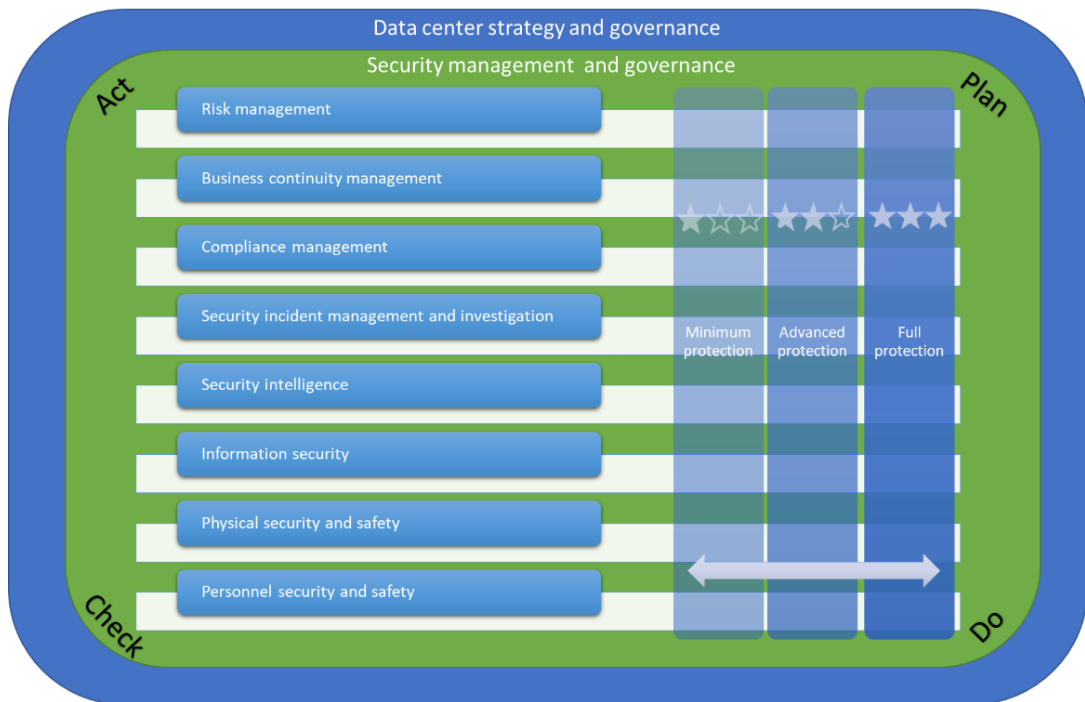 Data center strategy and governance
Security management and governance
Act
Plan
Risk management
Business continuity management
Compliance management
Security incident management and investigation
Minimum
protection
Advanced
protection
Full
protection
Security intelligence
Information security
Physical security and safety
Personnel security and safety
Check
Do